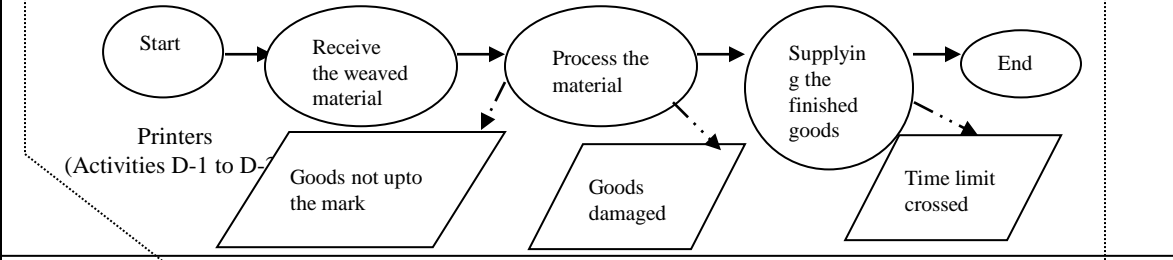 Start
Receive
the weaved
material
Process the
material
Supplyin
g the
finished
goods
End
Printers
(Activities D-1 to D-
Goods not upto
the mark
Goods
damaged
Time limit
crossed